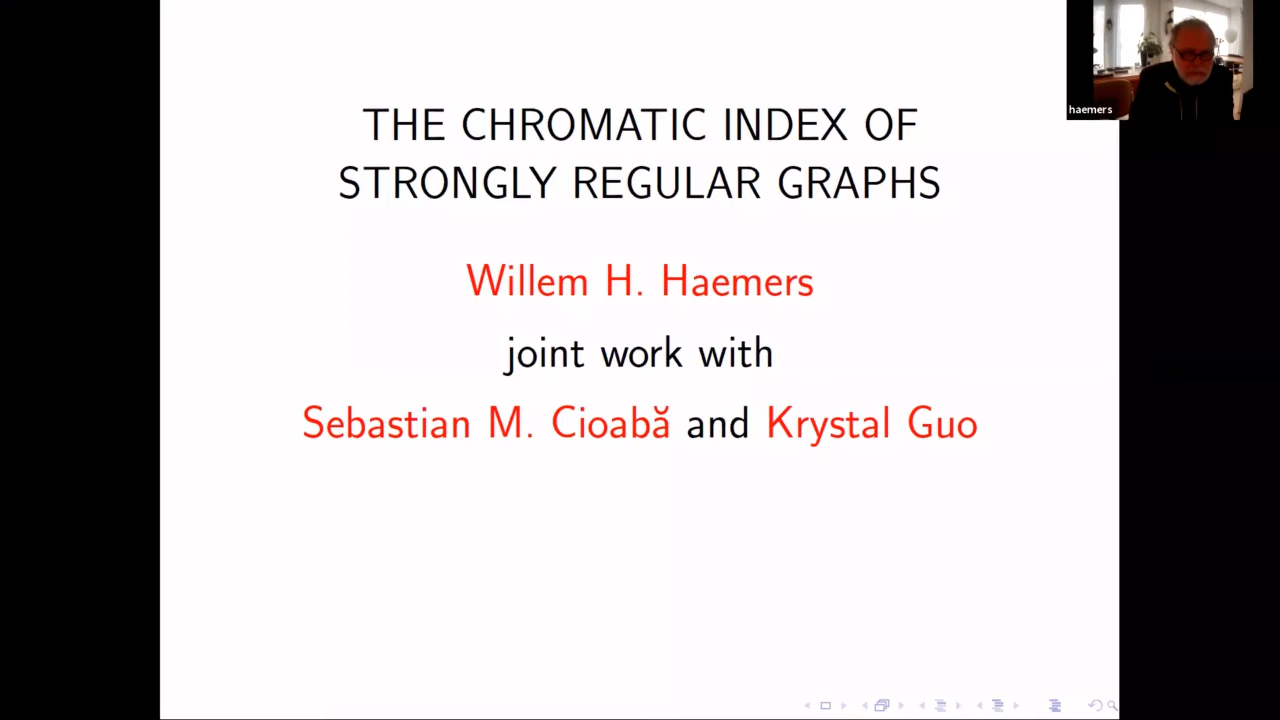 THE CHROMATIC INDEX OF
STRONGLY REGULAR GRAPHS
Willem H. Haemers
joint work with
Sebastian M. Cioabă and Krystal Guo
haemers